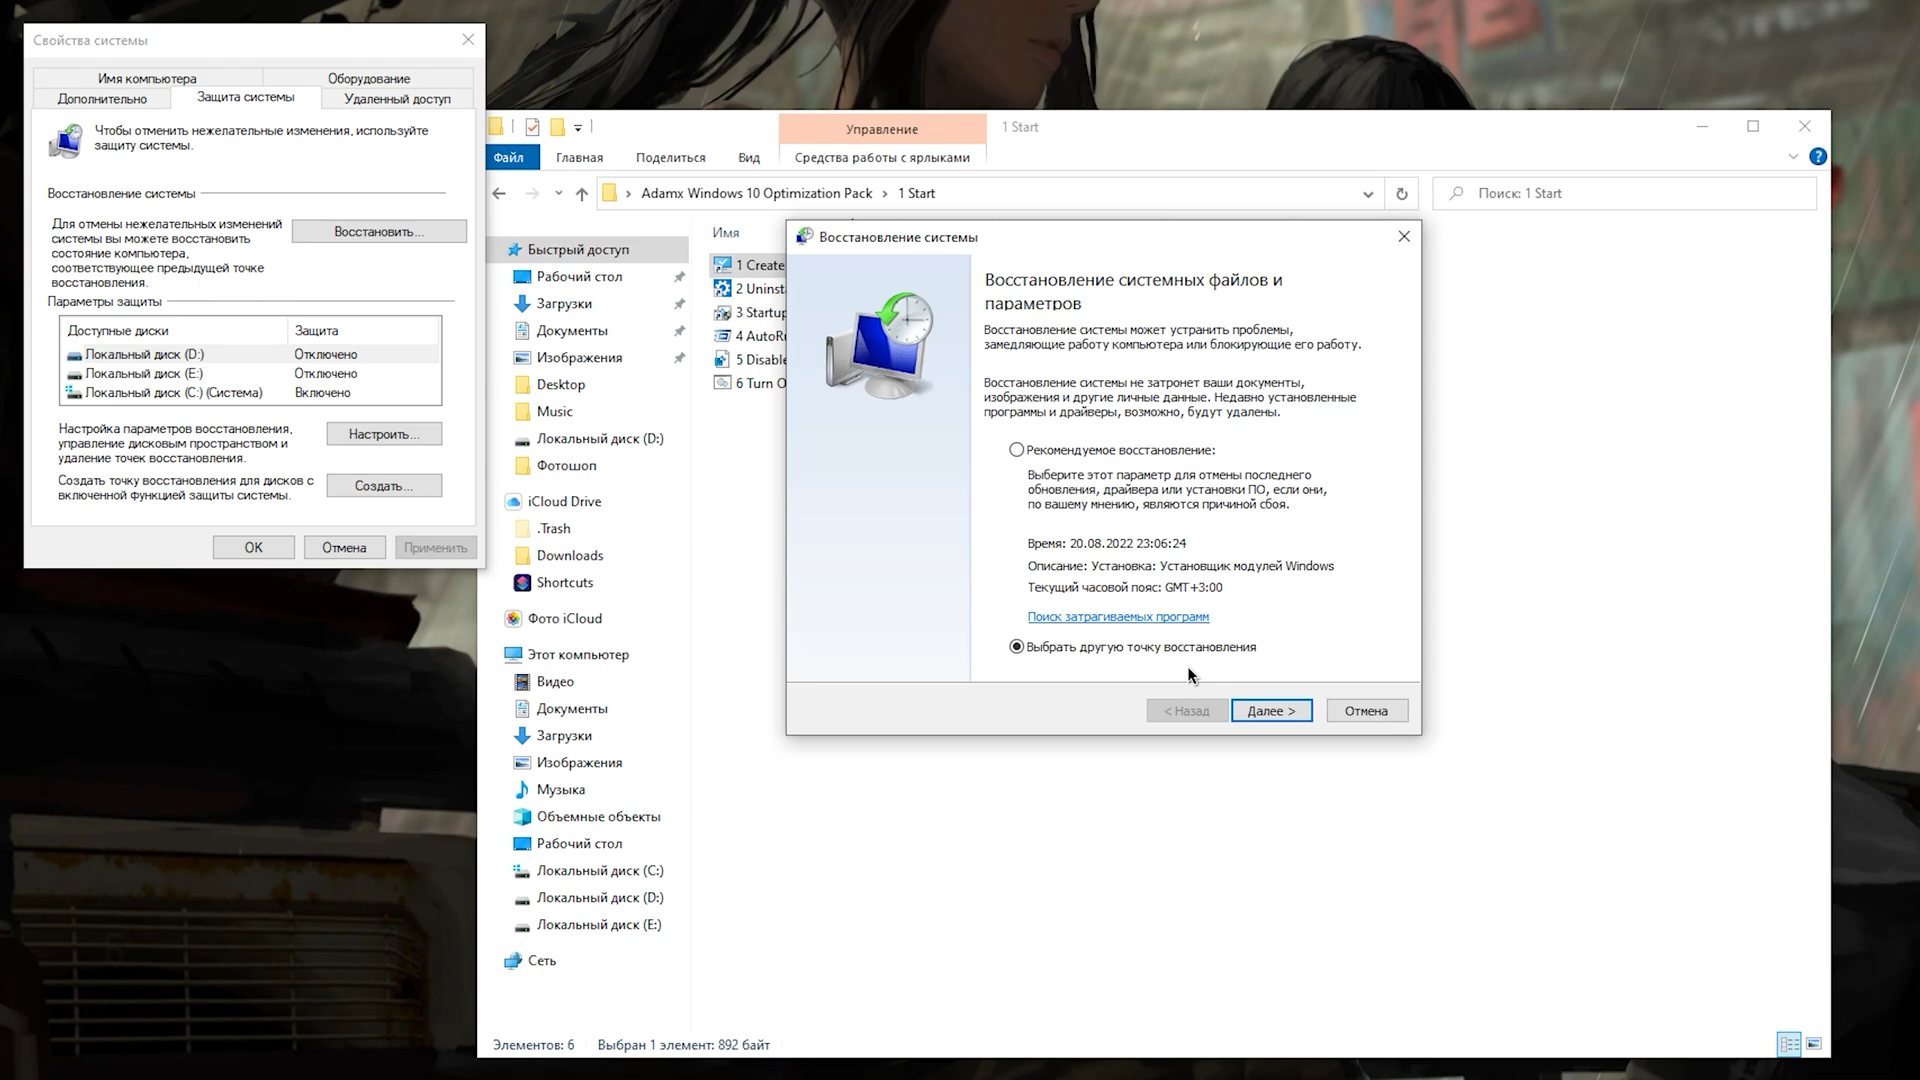 Свойства системы
Имя компьютера
Оборудование
Дополнительно
Защита системы
Удаленный доступ
Чтобы отменить нежелательные изменения, используйте
защиту системы.
Восстановление системы
Для отмены нежелательных изменений
системы вы можете восстановить
состояние компьютера,
соответствующее предыдущей точке
восстановления.
Восстановить...
Параметры защиты
Доступные диски
Защита
Локальный диск (D:)
Отключено
Локальный диск (E:)
Отключено
Локальный диск (C:) (Система)
Включено
Настройка параметров восстановления,
управление дисковым пространством и
удаление точек восстановления.
Настроить...
Создать точку восстановления для дисков с
включенной функцией защиты системы.
Создать...
OK
Отмена
Применить
Управление
1 Start
Файл
Главная
Поделиться
Вид
Средства работы с ярлыками
Adamx Windows 10 Optimization Pack
1 Start
Поиск: 1 Start
Быстрый доступ
Рабочий стол
Загрузки
Документы
Изображения
Desktop
Music
Локальный диск (D:)
Фотошоп
iCloud Drive
.Trash
Downloads
Shortcuts
Фото iCloud
Этот компьютер
Видео
Документы
Загрузки
Изображения
Музыка
Объемные объекты
Рабочий стол
Локальный диск (C:)
Локальный диск (D:)
Локальный диск (E:)
Сеть
Имя
1 Create
2 Uninst
3 Startup
4 AutoRu
5 Disable
6 Turn O
Восстановление системы
Восстановление системных файлов и
параметров
Восстановление системы может устранить проблемы,
замедляющие работу компьютера или блокирующие его работу.
Восстановление системы не затронет ваши документы,
изображения и другие личные данные. Недавно установленные
программы и драйверы, возможно, будут удалены.
Рекомендуемое восстановление:
Выберите этот параметр для отмены последнего
обновления, драйвера или установки ПО, если они,
по вашему мнению, являются причиной сбоя.
Время: 20.08.2022 23:06:24
Описание: Установка: Установщик модулей Windows
Текущий часовой пояс: GMT+3:00
Поиск затрагиваемых программ
Выбрать другую точку восстановления
< Назад
Далее >
Отмена
Элементов: 6
Выбран 1 элемент: 892 байт